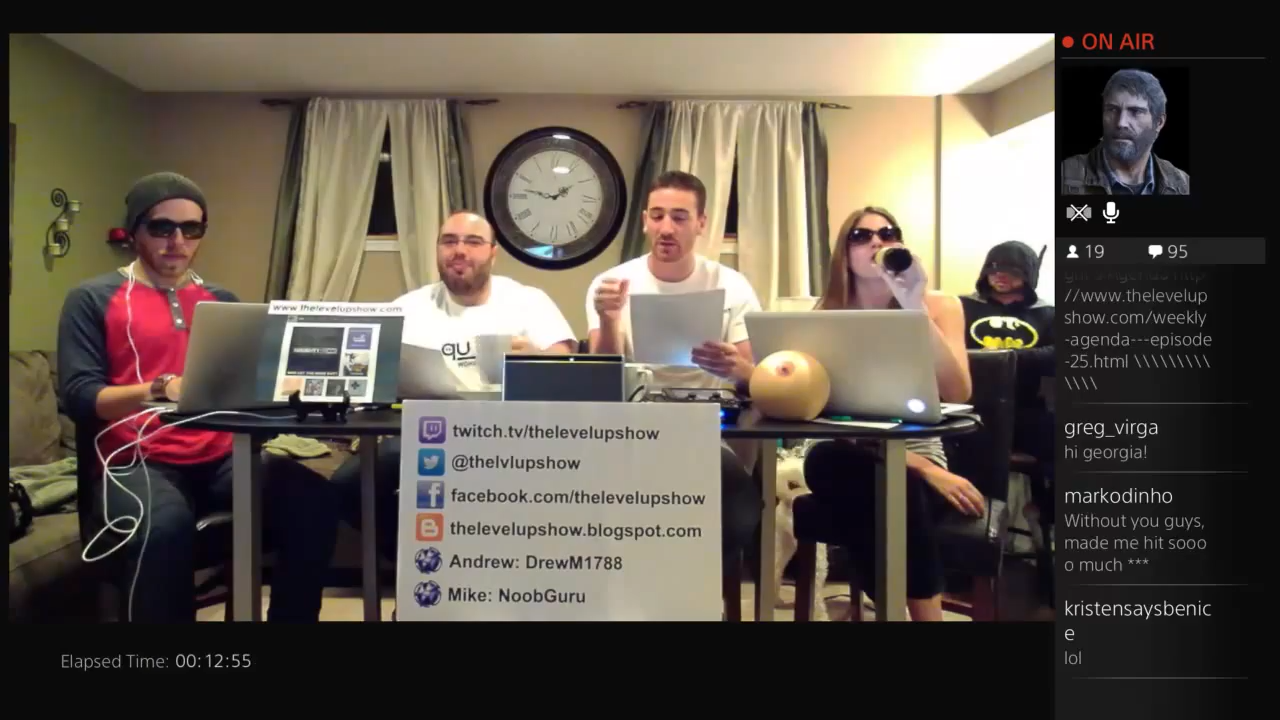 ON AIR
19 95
//www.thelevelup
show.com/weekly
-agenda---episode
-25.html \\\\\\\\\
\\\\
greg_virga
hi georgia!
markodinho
Without you guys,
made me hit sooo
o much ***
kristensaysbenic
e
lol
www.thelevelupshow.com
qu
twitch.tv/thelevelupshow
@thelvlupshow
facebook.com/thelevelupshow
thelevelupshow.blogspot.com
Andrew: DrewM1788
Mike: NoobGuru
Elapsed Time: 00:12:55